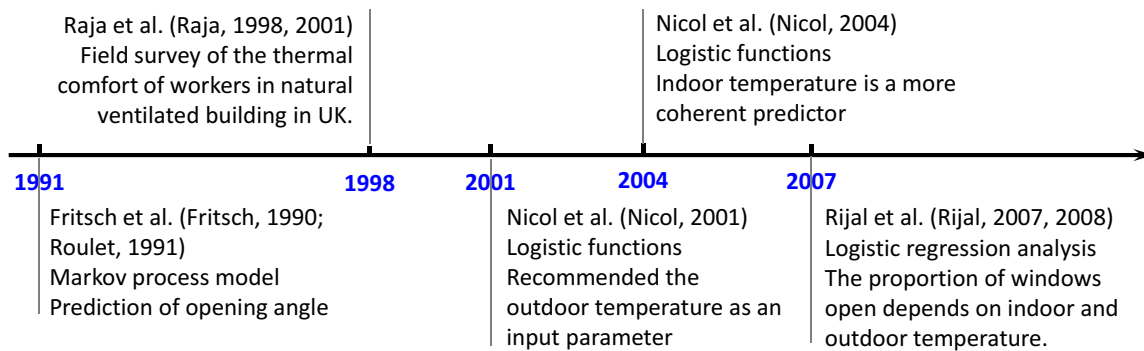 Raja et al. (Raja, 1998, 2001)
Field survey of the thermal
comfort of workers in natural
ventilated building in UK.
Nicol et al. (Nicol, 2004)
Logistic functions
Indoor temperature is a more
coherent predictor
1991
1998
2001
2004
2007
Fritsch et al. (Fritsch, 1990;
Roulet, 1991)
Markov process model
Prediction of opening angle
Nicol et al. (Nicol, 2001)
Logistic functions
Recommended the
outdoor temperature as an
input parameter
Rijal et al. (Rijal, 2007, 2008)
Logistic regression analysis
The proportion of windows
open depends on indoor and
outdoor temperature.